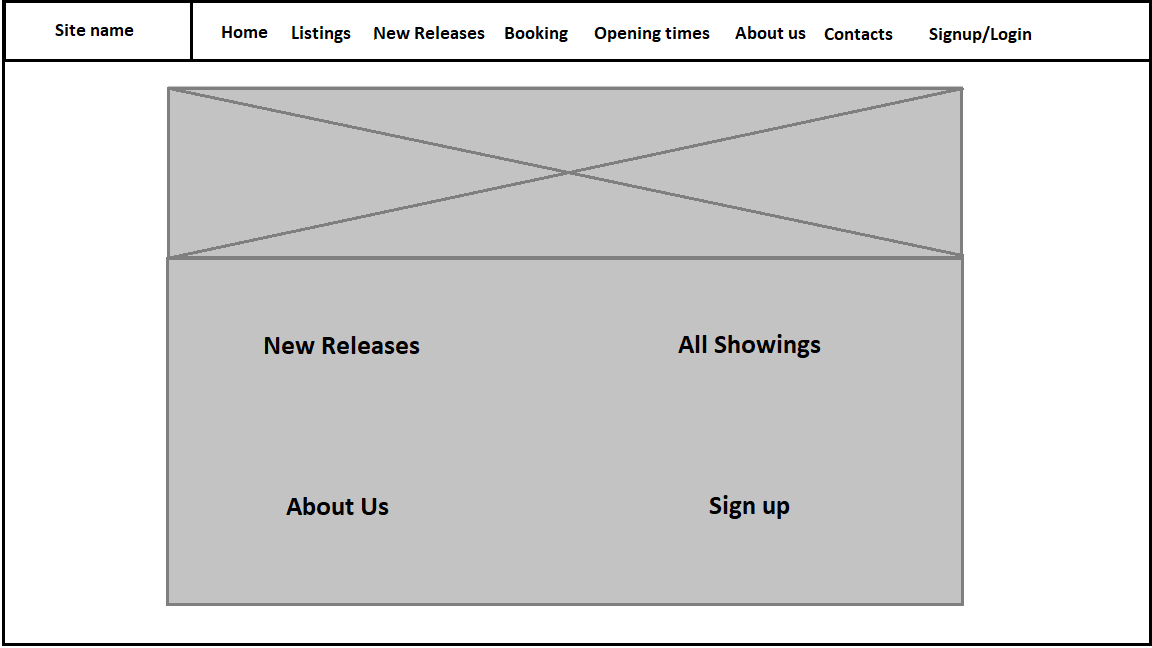 Site name Home Listings New Releases Booking Opening times About us Contacts Signup/Login
New Releases All Showings
About Us Sign up